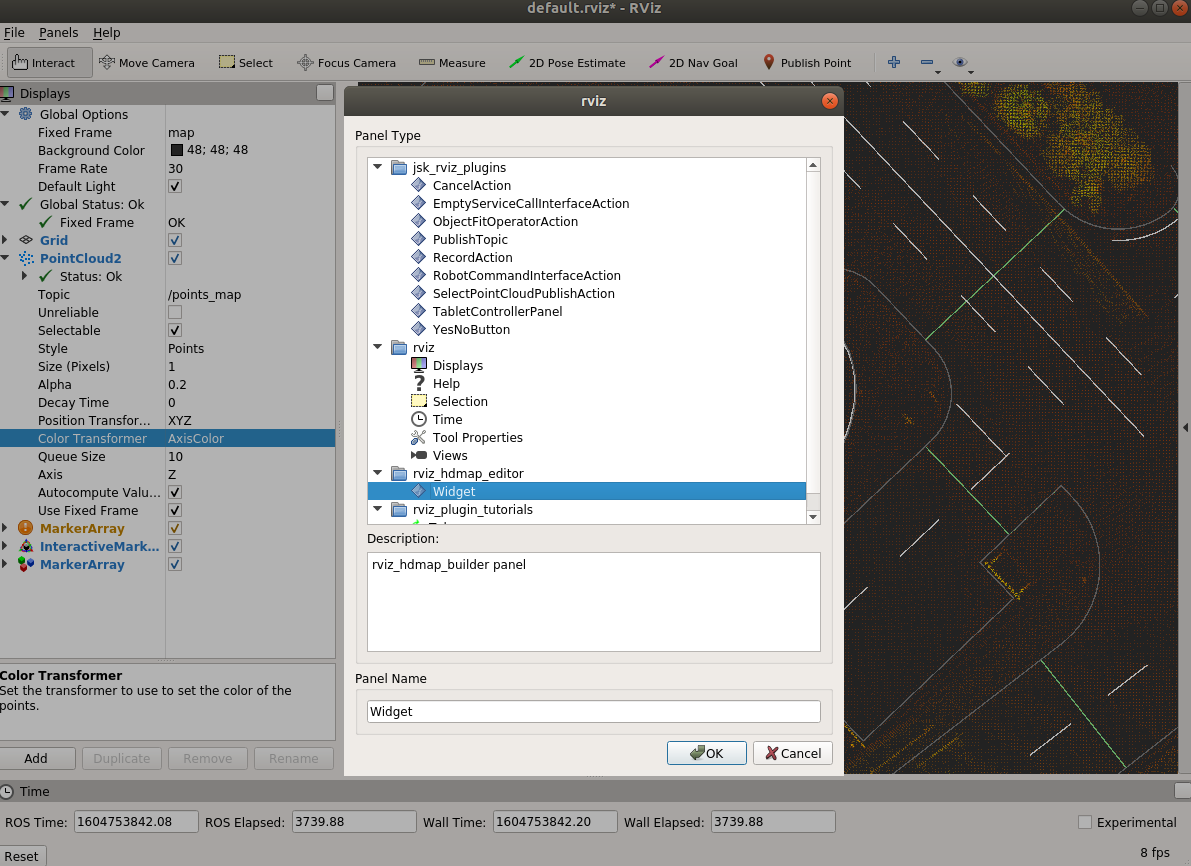 default.rviz* - RViz
File Panels Help
Interact Move Camera Select Focus Camera Measure 2D Pose Estimate 2D Nav Goal Publish Point
Displays
Global Options
Fixed Frame map
Background Color 48; 48; 48
Frame Rate 30
Default Light
Global Status: Ok
Fixed Frame OK
Grid
PointCloud2
Status: Ok
Topic /points_map
Unreliable
Selectable
Style Points
Size (Pixels) 1
Alpha 0.2
Decay Time 0
Position Transfor... XYZ
Color Transformer AxisColor
Queue Size 10
Axis Z
Autocompute Valu...
Use Fixed Frame
MarkerArray
InteractiveMark...
MarkerArray
Color Transformer
Set the transformer to use to set the color of the
points.
Add Duplicate Remove Rename
rviz
Panel Type
jsk_rviz_plugins
CancelAction
EmptyServiceCallInterfaceAction
ObjectFitOperatorAction
PublishTopic
RecordAction
RobotCommandInterfaceAction
SelectPointCloudPublishAction
TabletControllerPanel
YesNoButton
rviz
Displays
Help
Selection
Time
Tool Properties
Views
rviz_hdmap_editor
Widget
rviz_plugin_tutorials
Description:
rviz_hdmap_builder panel
Panel Name
Widget
OK Cancel
Time
ROS Time: 1604753842.08 ROS Elapsed: 3739.88 Wall Time: 1604753842.20 Wall Elapsed: 3739.88 Experimental
Reset 8 fps